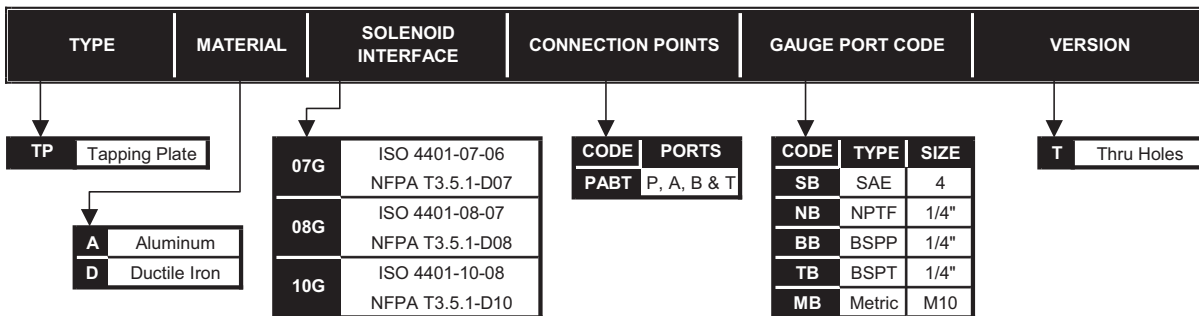 TYPE MATERIAL SOLENOID INTERFACE CONNECTION POINTS GAUGE PORT CODE VERSION
TP Tapping Plate
A Aluminum
D Ductile Iron
07G ISO 4401-07-06
NFPA T3.5.1-D07
08G ISO 4401-08-07
NFPA T3.5.1-D08
10G ISO 4401-10-08
NFPA T3.5.1-D10
CODE PORTS
PABT P, A, B & T
CODE TYPE SIZE
SB SAE 4
NB NPTF 1/4"
BB BSPP 1/4"
TB BSPT 1/4"
MB Metric M10
T Thru Holes